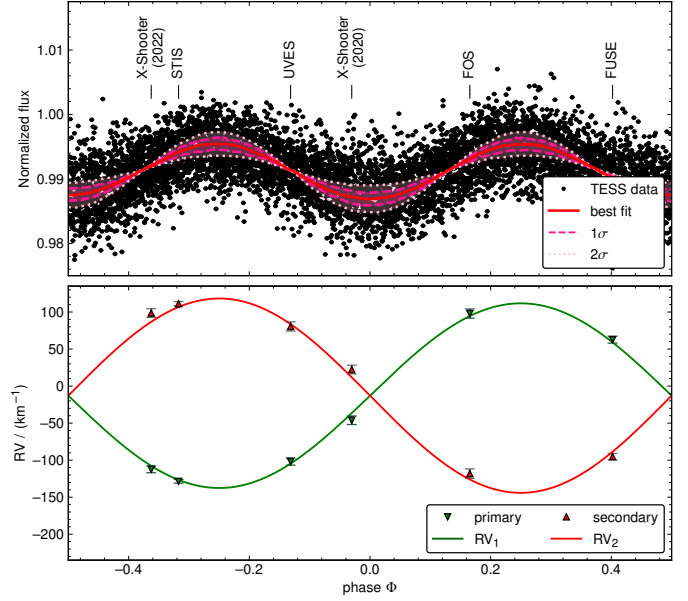 X-Shooter
(2022)
STIS
UVES
X-Shooter
(2020)
FOS
FUSE
1.01
1.00
0.99
0.98
Normalized flux
TESS data
best fit
1σ
2σ
100
50
0
−50
−100
−150
−200
RV / (km⁻¹)
primary
secondary
RV₁
RV₂
−0.4
−0.2
0.0
0.2
0.4
phase Φ